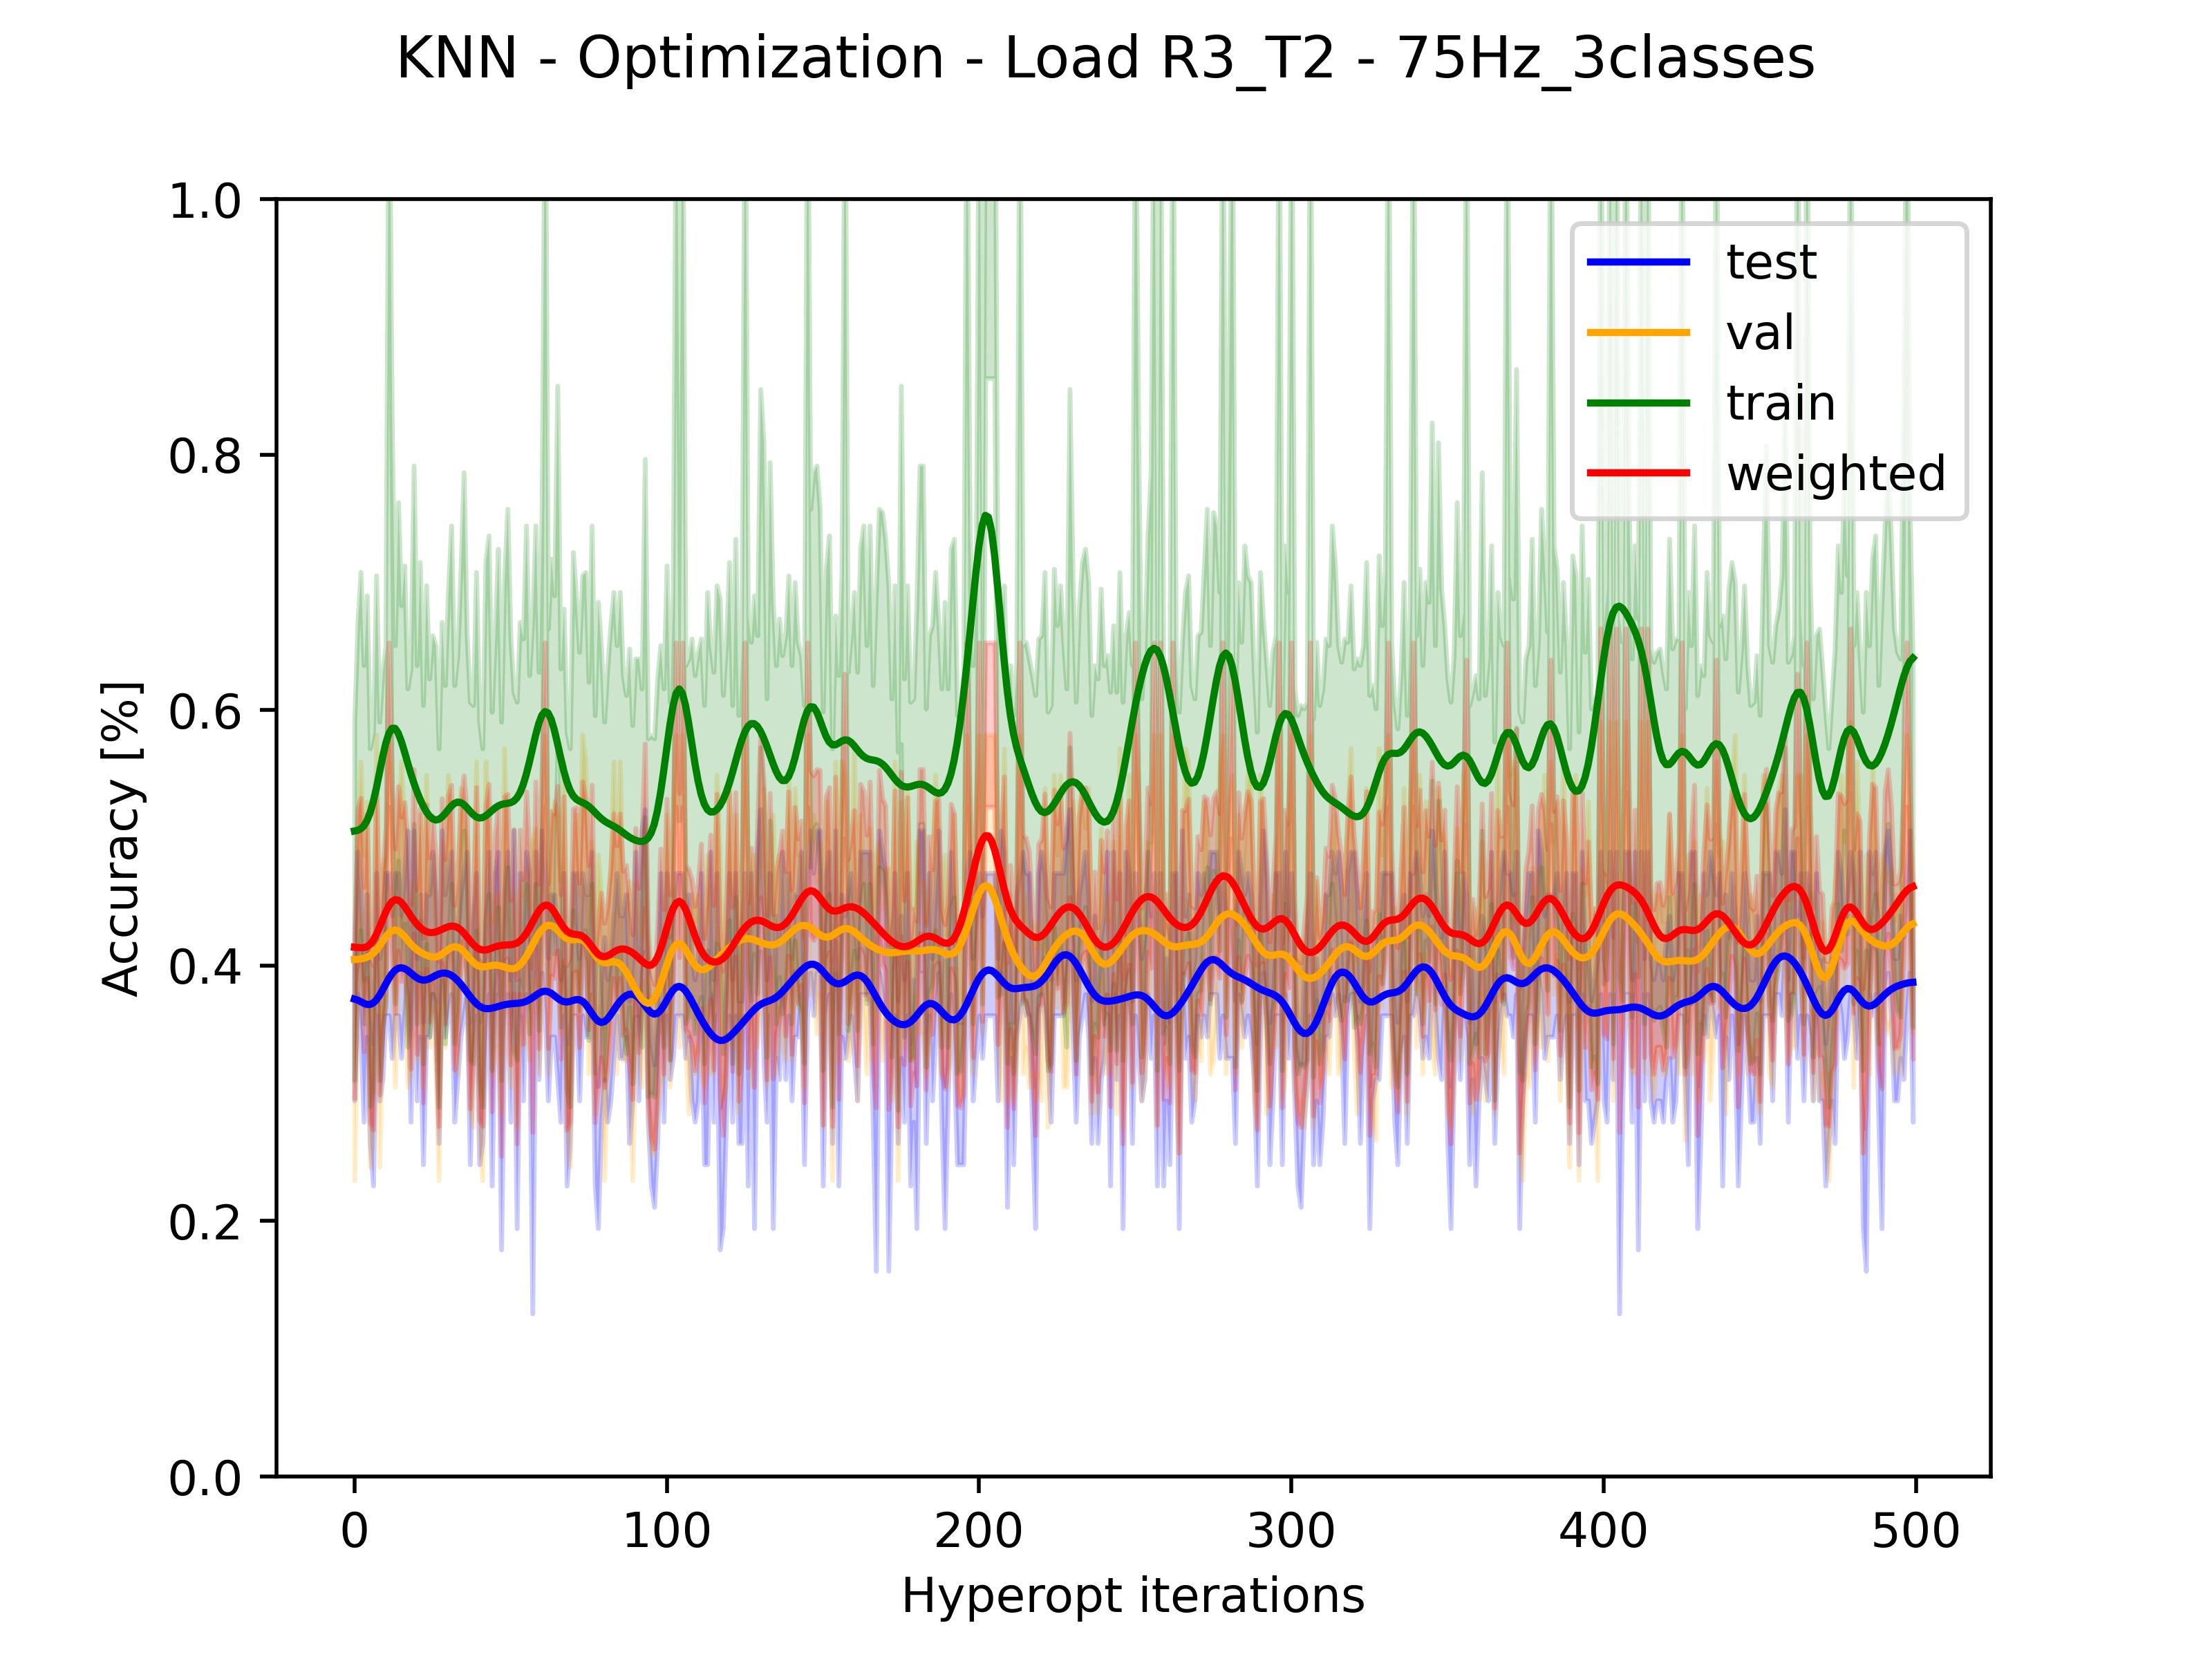 KNN - Optimization - Load R3_T2 - 75Hz_3classes
1.0
0.8
0.6
0.4
0.2
0.0
Accuracy [%]
test
val
train
weighted
0 100 200 300 400 500
Hyperopt iterations